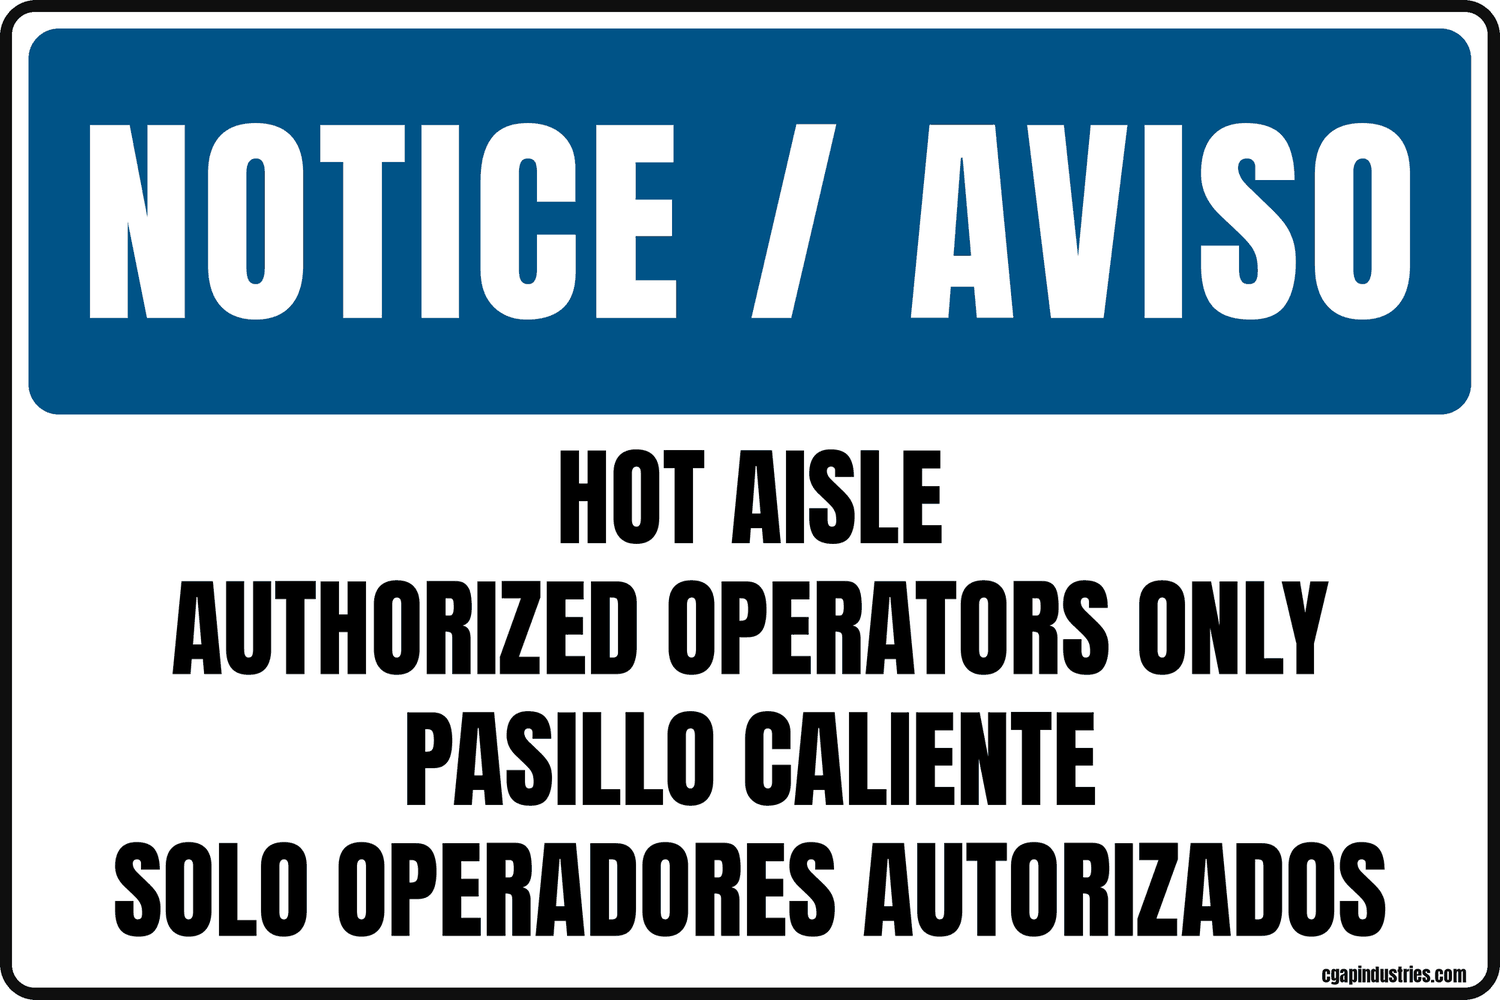 NOTICE / AVISO
HOT AISLE
AUTHORIZED OPERATORS ONLY
PASILLO CALIENTE
SOLO OPERADORES AUTORIZADOS
cgapindustries.com